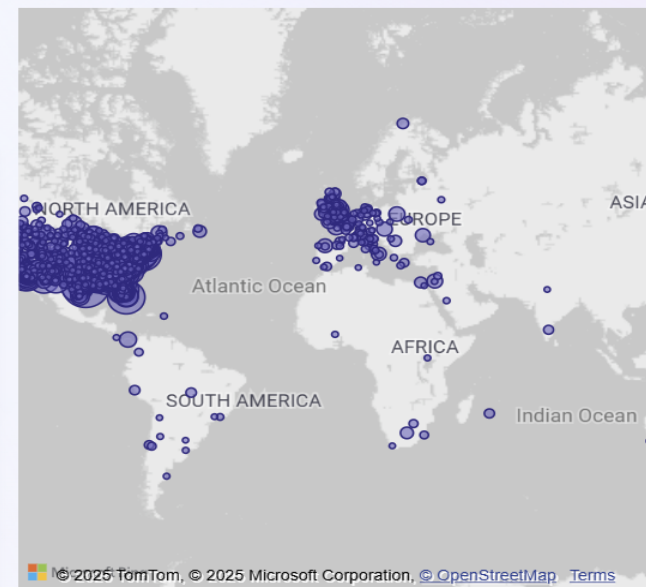 NORTH AMERICA
EUROPE
ASIA
Atlantic Ocean
AFRICA
SOUTH AMERICA
Indian Ocean
© 2025 TomTom, © 2025 Microsoft Corporation, © OpenStreetMap Terms